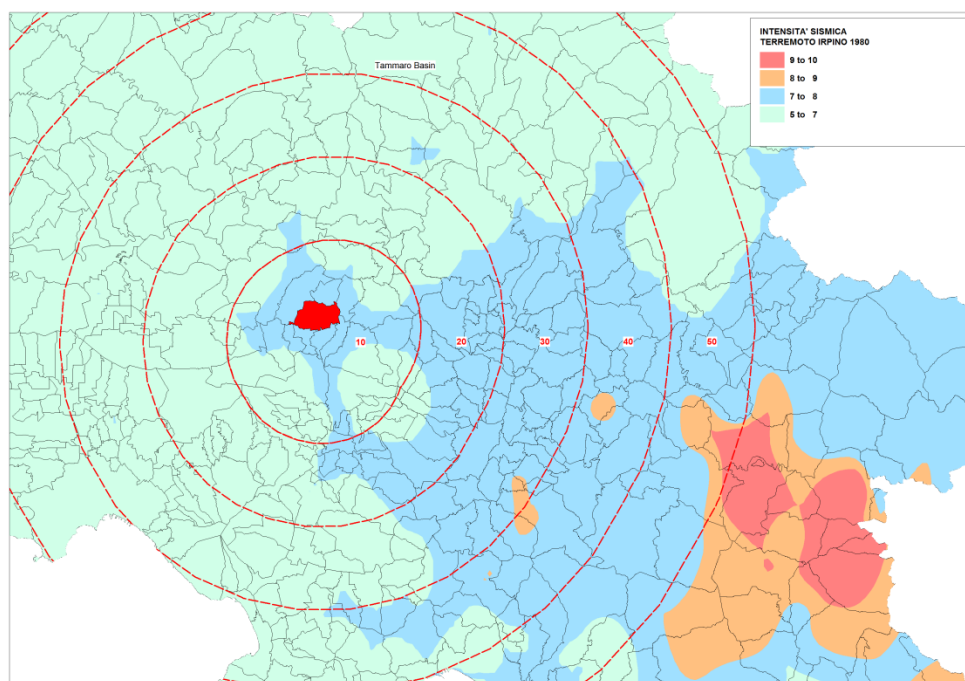 INTENSITA' SISMICA
TERREMOTO IRPINO 1980
9 to 10
8 to 9
7 to 8
5 to 7
Tammaro Basin
10
20
30
40
50